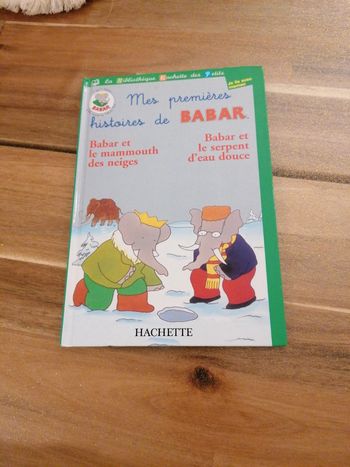 La Bibliothèque Hachette des Petits
Mes premières
histoires de BABAR
BABAR
Babar et
le mammouth
des neiges
Babar et
le serpent
d'eau douce
HACHETTE